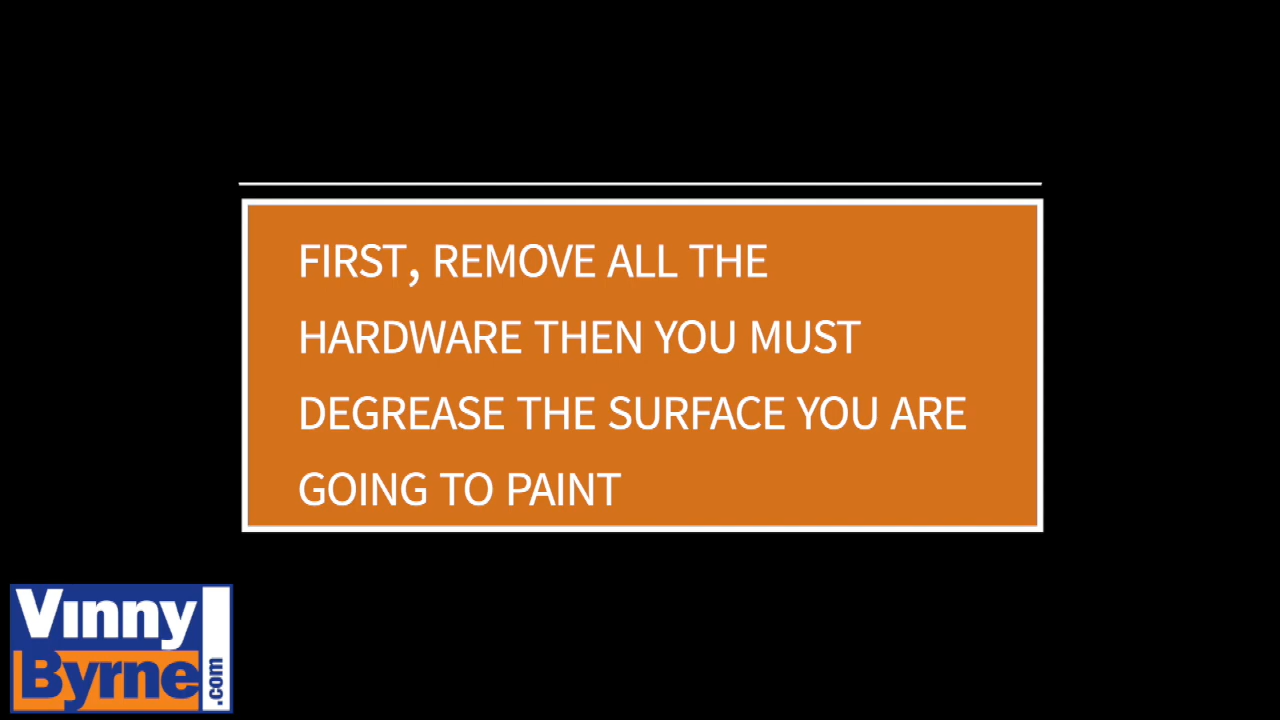 FIRST, REMOVE ALL THE
HARDWARE THEN YOU MUST
DEGREASE THE SURFACE YOU ARE
GOING TO PAINT
Vinny
Byrne
.com